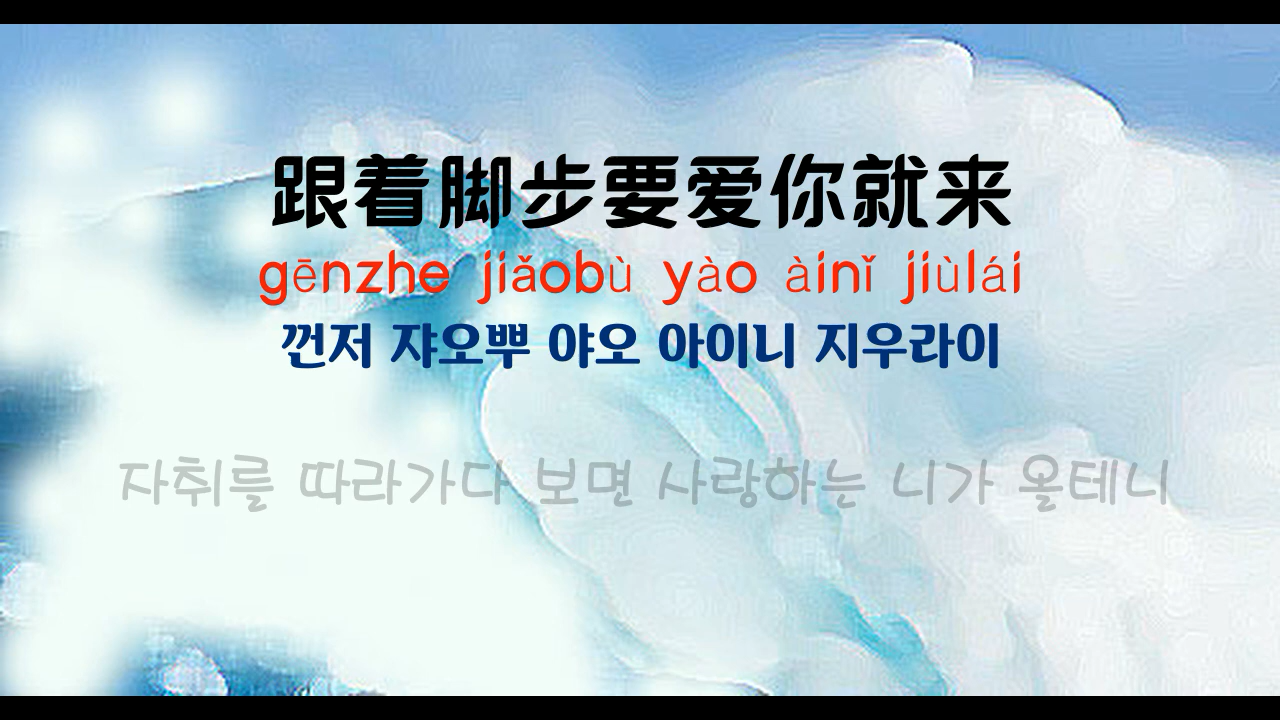 跟着脚步要爱你就来
gēnzhe jiǎobù yào àinǐ jiùlái
껀저 쟈오뿌 야오 아이니 지우라이
자취를 따라가다 보면 사랑하는 니가 올테니